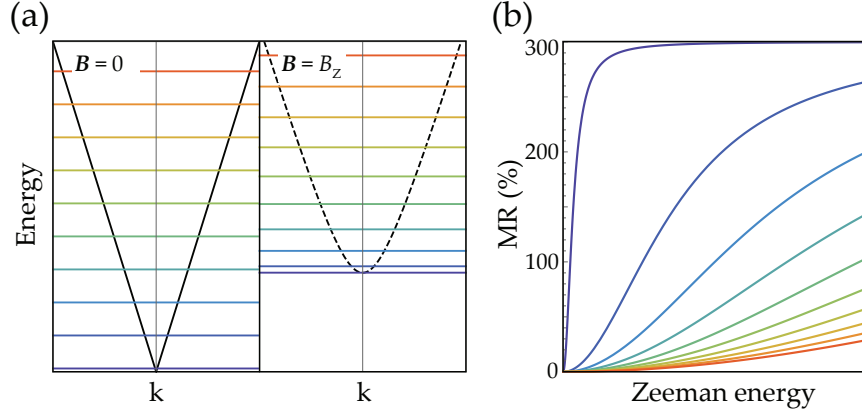 (a)
B = 0
B = B_Z
Energy
k
k
(b)
300
200
100
0
MR (%)
Zeeman energy